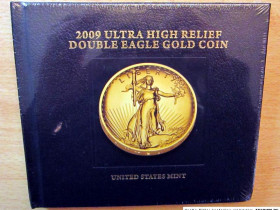 2009 ULTRA HIGH RELIEF
DOUBLE EAGLE GOLD COIN
UNITED STATES MINT